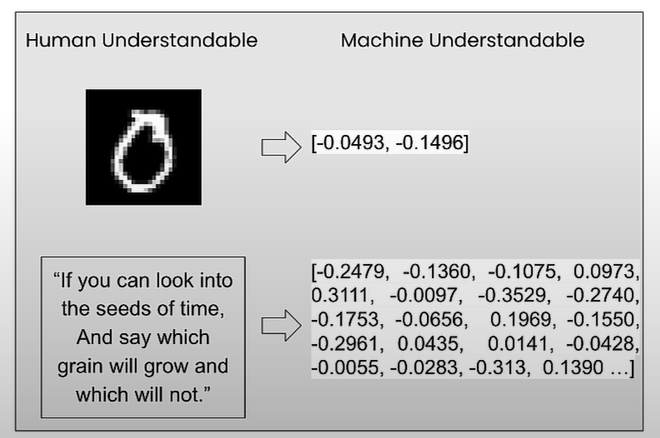 Human Understandable
Machine Understandable
[-0.0493, -0.1496]
“If you can look into
the seeds of time,
And say which
grain will grow and
which will not.”
[-0.2479, -0.1360, -0.1075, 0.0973,
0.3111, -0.0097, -0.3529, -0.2740,
-0.1753, -0.0656, 0.1969, -0.1550,
-0.2961, 0.0435, 0.0141, -0.0428,
-0.0055, -0.0283, -0.313, 0.1390 ...]